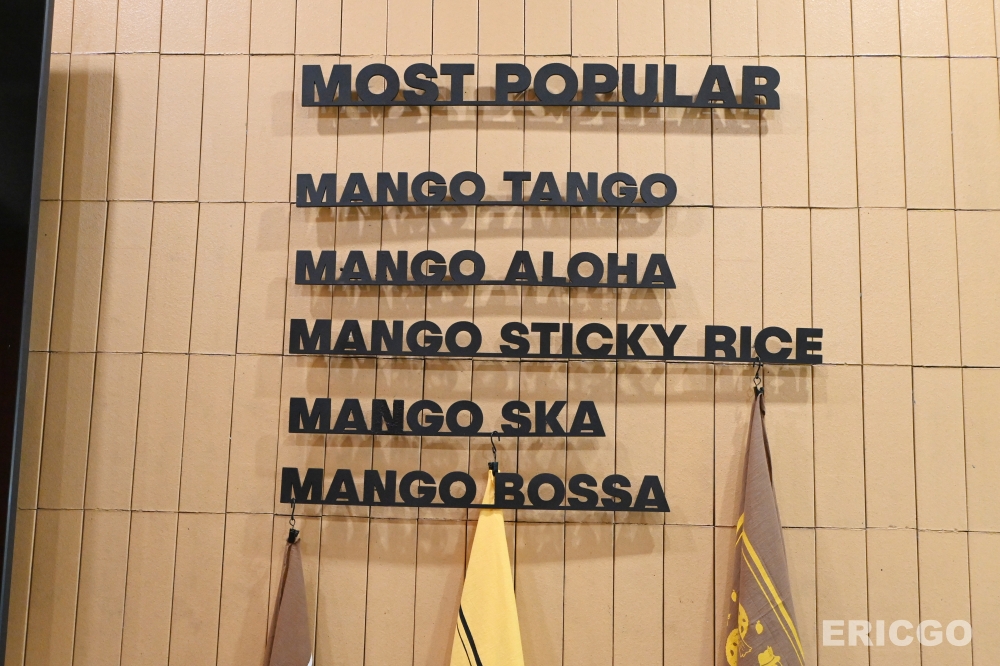 MOST POPULAR
MANGO TANGO
MANGO ALOHA
MANGO STICKY RICE
MANGO SKA
MANGO BOSSA
ERICGO